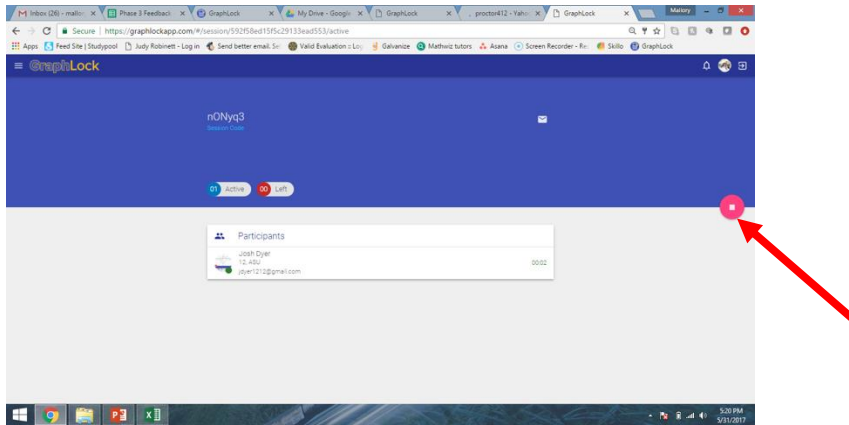 Inbox (26) - mallor
Phase 3 Feedback
GraphLock
My Drive - Google
GraphLock
proctor412 - Yaho
GraphLock
Mallory
Secure | https://graphlockapp.com/#/session/592f58ed15f5c29133ead553/active
Apps Feed Site | Studypool Judy Robinett - Log in Send better email. Sel Valid Evaluation :: Lo Galvanize Mathwiz tutors Asana Screen Recorder - Re Skillo GraphLock
GraphLock
nONyq3
Session Code
01 Active 00 Left
Participants
Josh Dyer
12, ASU
00:02
jdyer1212@gmail.com
5:20 PM
5/31/2017